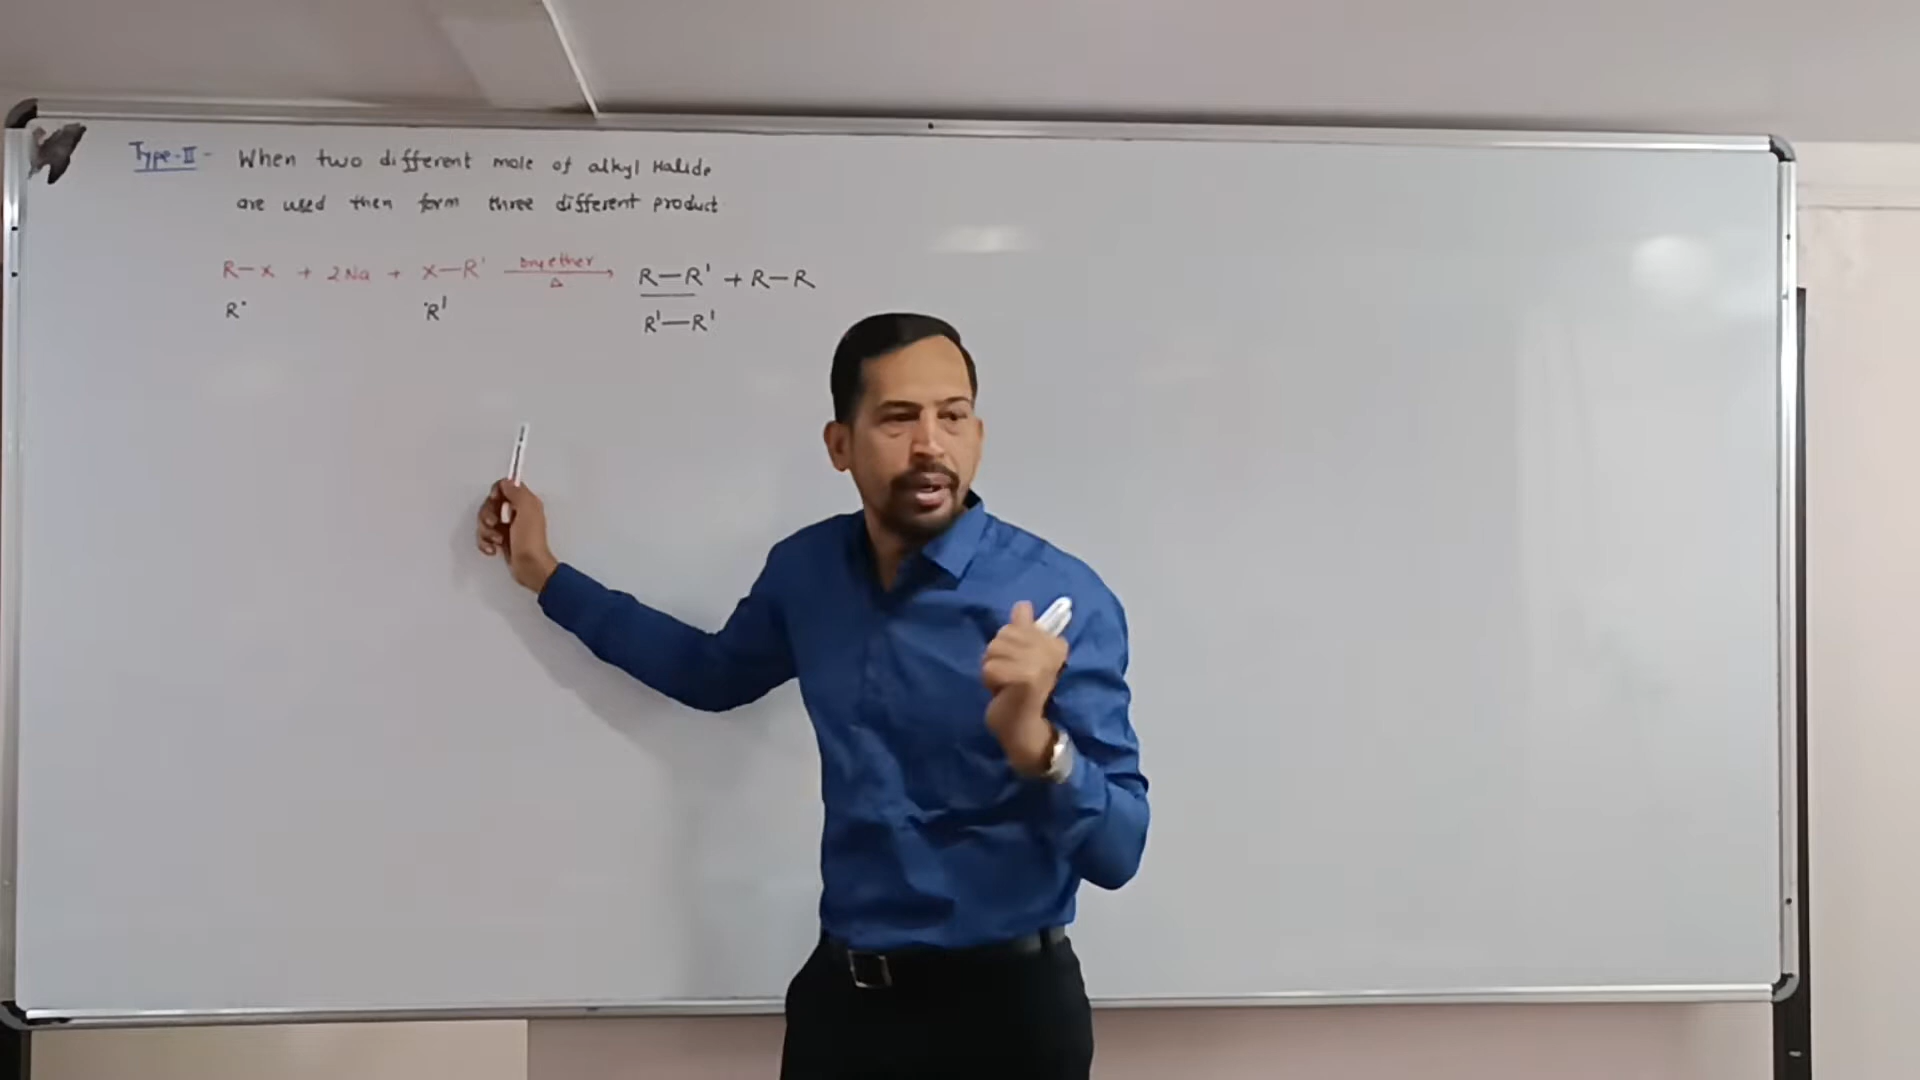 Type-II - When two different mole of alkyl Halide
are used then form three different product
R—X + 2Na + X—R' Dry ether → R—R' + R—R
Δ
R• •R' R'—R'